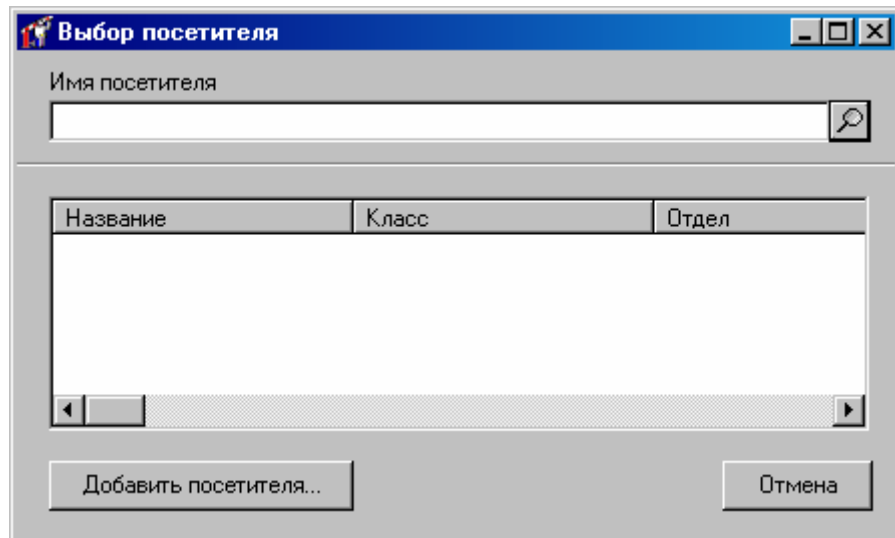 Выбор посетителя
Имя посетителя
Название Класс Отдел
Добавить посетителя... Отмена